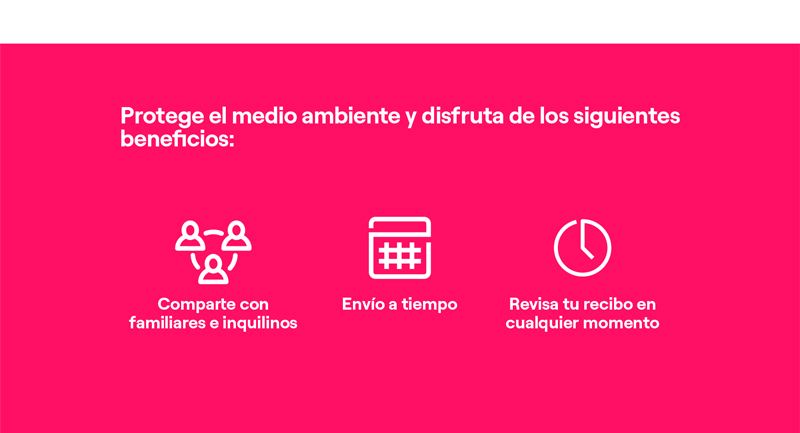 Protege el medio ambiente y disfruta de los siguientes
beneficios:
Comparte con
familiares e inquilinos
Envío a tiempo
Revisa tu recibo en
cualquier momento